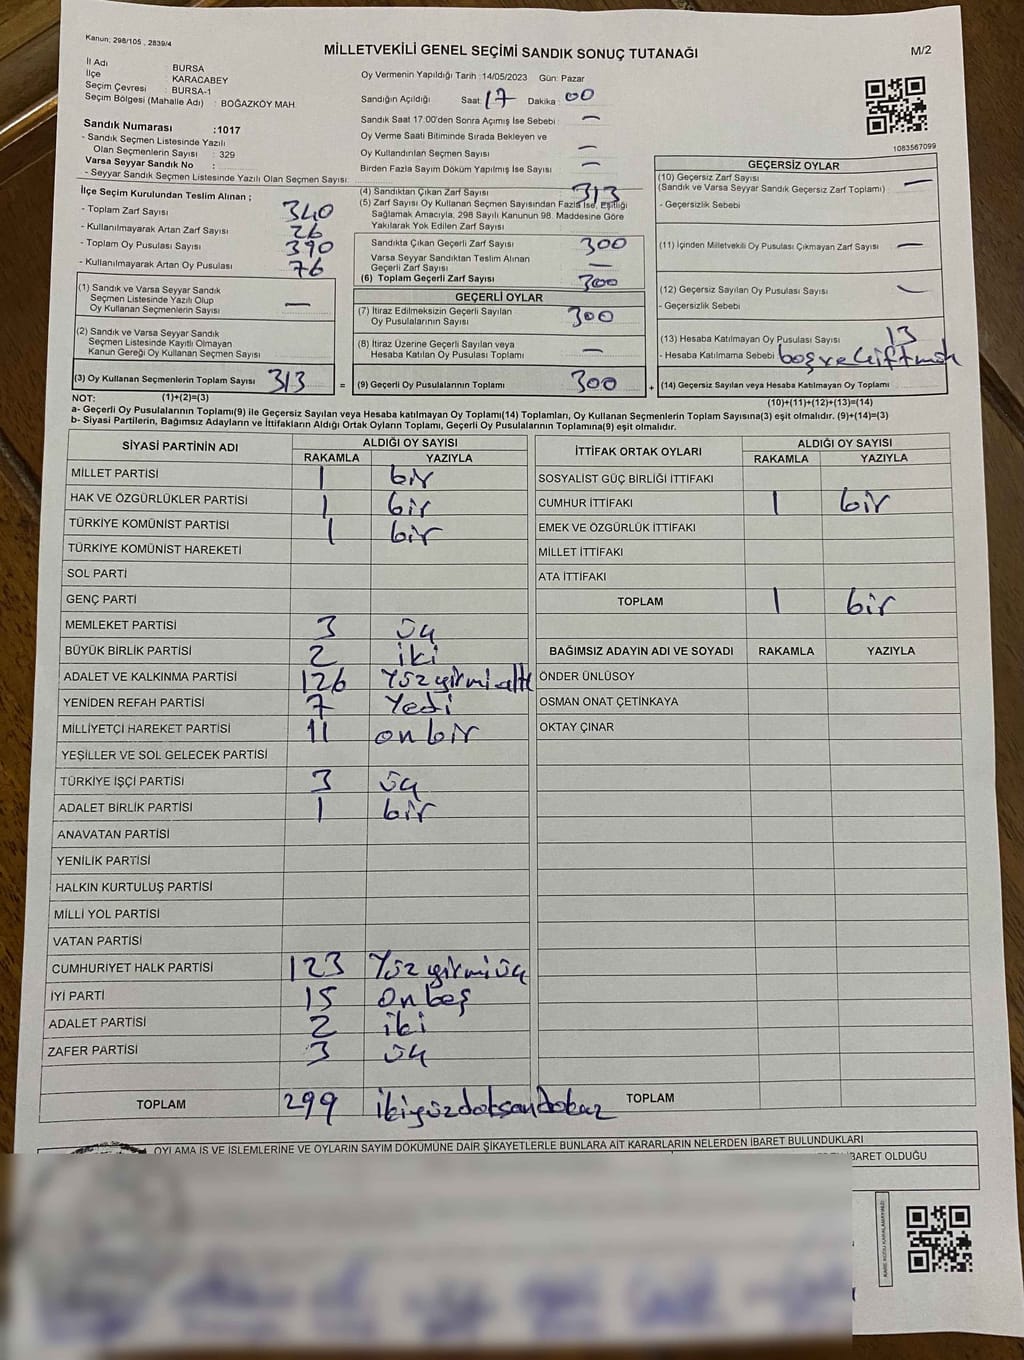 Kanun; 298/105 , 2839/4
MİLLETVEKİLİ GENEL SEÇİMİ SANDIK SONUÇ TUTANAĞI
M/2
İl Adı BURSA
İlçe KARACABEY
Seçim Çevresi : BURSA-1
Seçim Bölgesi (Mahalle Adı) : BOĞAZKÖY MAH.
Sandık Numarası :1017
- Sandık Seçmen Listesinde Yazılı
Olan Seçmenlerin Sayısı : 329
Varsa Seyyar Sandık No :
- Seyyar Sandık Seçmen Listesinde Yazılı Olan Seçmen Sayısı:
Oy Vermenin Yapıldığı Tarih :14/05/2023 Gün: Pazar
Sandığın Açıldığı Saat: 17 Dakika : 00
Sandık Saat 17.00'den Sonra Açımış İse Sebebi : —
Oy Verme Saati Bitiminde Sırada Bekleyen ve
Oy Kullandırılan Seçmen Sayısı : —
Birden Fazla Sayım Döküm Yapılmış İse Sayısı : —
1083567099
İlçe Seçim Kurulundan Teslim Alınan ;
- Toplam Zarf Sayısı : 340
- Kullanılmayarak Artan Zarf Sayısı : 26
- Toplam Oy Pusulası Sayısı : 390
- Kullanılmayarak Artan Oy Pusulası : 76
(1) Sandık ve Varsa Seyyar Sandık
Seçmen Listesinde Yazılı Olup
Oy Kullanan Seçmenlerin Sayısı : —
(2) Sandık ve Varsa Seyyar Sandık
Seçmen Listesinde Kayıtlı Olmayan
Kanun Gereği Oy Kullanan Seçmen Sayısı :
(3) Oy Kullanan Seçmenlerin Toplam Sayısı : 313 =
(4) Sandıktan Çıkan Zarf Sayısı : 313
(5) Zarf Sayısı Oy Kullanan Seçmen Sayısından Fazla İse, Eşitliği
Sağlamak Amacıyla, 298 Sayılı Kanunun 98. Maddesine Göre
Yakılarak Yok Edilen Zarf Sayısı :
Sandıkta Çıkan Geçerli Zarf Sayısı : 300
Varsa Seyyar Sandıktan Teslim Alınan
Geçerli Zarf Sayısı : —
(6) Toplam Geçerli Zarf Sayısı : 300
GEÇERLİ OYLAR
(7) İtiraz Edilmeksizin Geçerli Sayılan
Oy Pusulalarının Sayısı : 300
(8) İtiraz Üzerine Geçerli Sayılan veya
Hesaba Katılan Oy Pusulası Toplamı : —
(9) Geçerli Oy Pusulalarının Toplamı : 300 +
GEÇERSİZ OYLAR
(10) Geçersiz Zarf Sayısı
(Sandık ve Varsa Seyyar Sandık Geçersiz Zarf Toplamı) : —
- Geçersizlik Sebebi :
(11) İçinden Milletvekili Oy Pusulası Çıkmayan Zarf Sayısı : —
(12) Geçersiz Sayılan Oy Pusulası Sayısı : —
- Geçersizlik Sebebi :
(13) Hesaba Katılmayan Oy Pusulası Sayısı : 13
- Hesaba Katılmama Sebebi : boş ve
(14) Geçersiz Sayılan veya Hesaba Katılmayan Oy Pusulası Toplamı :
NOT: (1)+(2)=(3) (10)+(11)+(12)+(13)=(14)
a- Geçerli Oy Pusulalarının Toplamı(9) ile Geçersiz Sayılan veya Hesaba katılmayan Oy Toplamı(14) Toplamları, Oy Kullanan Seçmenlerin Toplam Sayısına(3) eşit olmalıdır. (9)+(14)=(3)
b- Siyasi Partilerin, Bağımsız Adayların ve İttifakların Aldığı Ortak Oyların Toplamı, Geçerli Oy Pusulalarının Toplamına(9) eşit olmalıdır.
SİYASİ PARTİNİN ADI ALDIĞI OY SAYISI
RAKAMLA YAZIYLA
MİLLET PARTİSİ 1 bir
HAK VE ÖZGÜRLÜKLER PARTİSİ 1 bir
TÜRKİYE KOMÜNİST PARTİSİ 1 bir
TÜRKİYE KOMÜNİST HAREKETİ
SOL PARTİ
GENÇ PARTİ
MEMLEKET PARTİSİ 3 üç
BÜYÜK BİRLİK PARTİSİ 2 iki
ADALET VE KALKINMA PARTİSİ 126 Yüzyirmialtı
YENİDEN REFAH PARTİSİ 7 Yedi
MİLLİYETÇİ HAREKET PARTİSİ 11 onbir
YEŞİLLER VE SOL GELECEK PARTİSİ
TÜRKİYE İŞÇİ PARTİSİ 3 üç
ADALET BİRLİK PARTİSİ 1 bir
ANAVATAN PARTİSİ
YENİLİK PARTİSİ
HALKIN KURTULUŞ PARTİSİ
MİLLİ YOL PARTİSİ
VATAN PARTİSİ
CUMHURİYET HALK PARTİSİ 123 Yüzyirmiüç
İYİ PARTİ 15 Onbeş
ADALET PARTİSİ 2 iki
ZAFER PARTİSİ 3 üç
TOPLAM 299 ikiyüzdoksandokuz
İTTİFAK ORTAK OYLARI ALDIĞI OY SAYISI
RAKAMLA YAZIYLA
SOSYALİST GÜÇ BİRLİĞİ İTTİFAKI
CUMHUR İTTİFAKI 1 bir
EMEK VE ÖZGÜRLÜK İTTİFAKI
MİLLET İTTİFAKI
ATA İTTİFAKI
TOPLAM 1 bir
BAĞIMSIZ ADAYIN ADI VE SOYADI RAKAMLA YAZIYLA
ÖNDER ÜNLÜSOY
OSMAN ONAT ÇETİNKAYA
OKTAY ÇINAR
TOPLAM
OYLAMA İŞ VE İŞLEMLERİNE VE OYLARIN SAYIM DÖKÜMÜNE DAİR ŞİKAYETLERLE BUNLARA AİT KARARLARIN NELERDEN İBARET BULUNDUKLARI
İBARET OLDUĞU